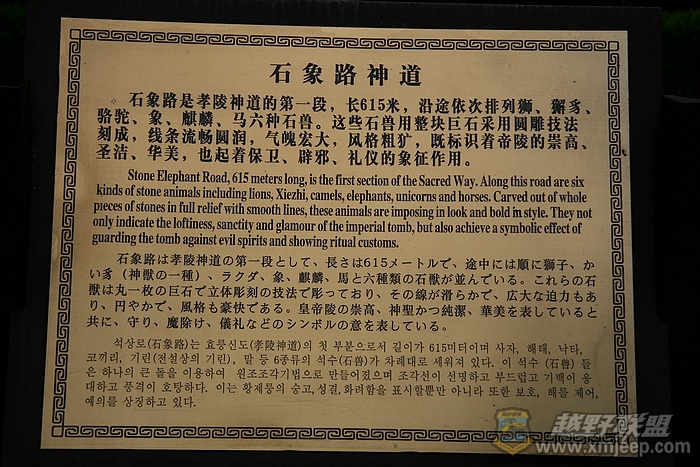 石象路神道
石象路是孝陵神道的第一段，长615米，沿途依次排列狮、獬豸、
骆驼、象、麒麟、马六种石兽。这些石兽用整块巨石采用圆雕技法
刻成，线条流畅圆润，气魄宏大，风格粗犷，既标识着帝陵的崇高、
圣洁、华美，也起着保卫、辟邪、礼仪的象征作用。
Stone Elephant Road, 615 meters long, is the first section of the Sacred Way. Along this road are six
kinds of stone animals including lions, Xiezhi, camels, elephants, unicorns and horses. Carved out of whole
pieces of stones in full relief with smooth lines, these animals are imposing in look and bold in style. They not
only indicate the loftiness, sanctity and glamour of the imperial tomb, but also achieve a symbolic effect of
guarding the tomb against evil spirits and showing ritual customs.
石象路は孝陵神道の第一段として、長さは615メートルで、途中には順に獅子、か
い豸（神獣の一種）、ラクダ、象、麒麟、馬と六種類の石獣が並んでいる。これらの石
獣は丸一枚の巨石で立体彫刻の技法で彫っており、その線が滑らかで、広大な迫力もあ
り、円やかで、風格も豪快である。皇帝陵の崇高、神聖かつ純潔、華美を表していると
共に、守り、魔除け、儀礼などのシンボルの意を表している。
석상로(石象路)는 효릉신도(孝陵神道)의 첫 부분으로서 길이가 615미터이며 사자, 해태, 낙타,
코끼리, 기린(전설상의 기린), 말 등 6종류의 석수(石兽)가 차례대로 세워져 있다. 이 석수 (石兽) 들
은 하나의 큰 돌을 이용하여 원조조각기법으로 만들어졌으며 조각선이 선명하고 부드럽고 기백이 웅
대하고 풍격이 호탕하다. 이는 황제릉의 숭고, 성결, 화려함을 표시할뿐만 아니라 또한 보호, 해를 제어,
예의를 상징하고 있다.
越野联盟
www.xmjeep.com